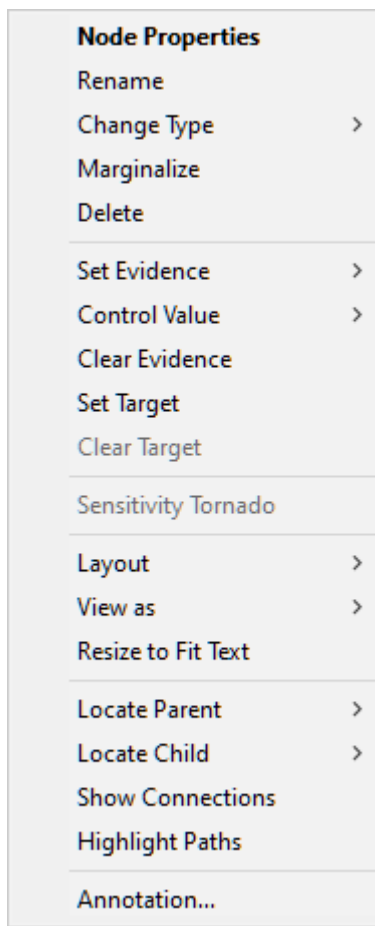 Node Properties
Rename
Change Type
Marginalize
Delete
Set Evidence
Control Value
Clear Evidence
Set Target
Clear Target
Sensitivity Tornado
Layout
View as
Resize to Fit Text
Locate Parent
Locate Child
Show Connections
Highlight Paths
Annotation...